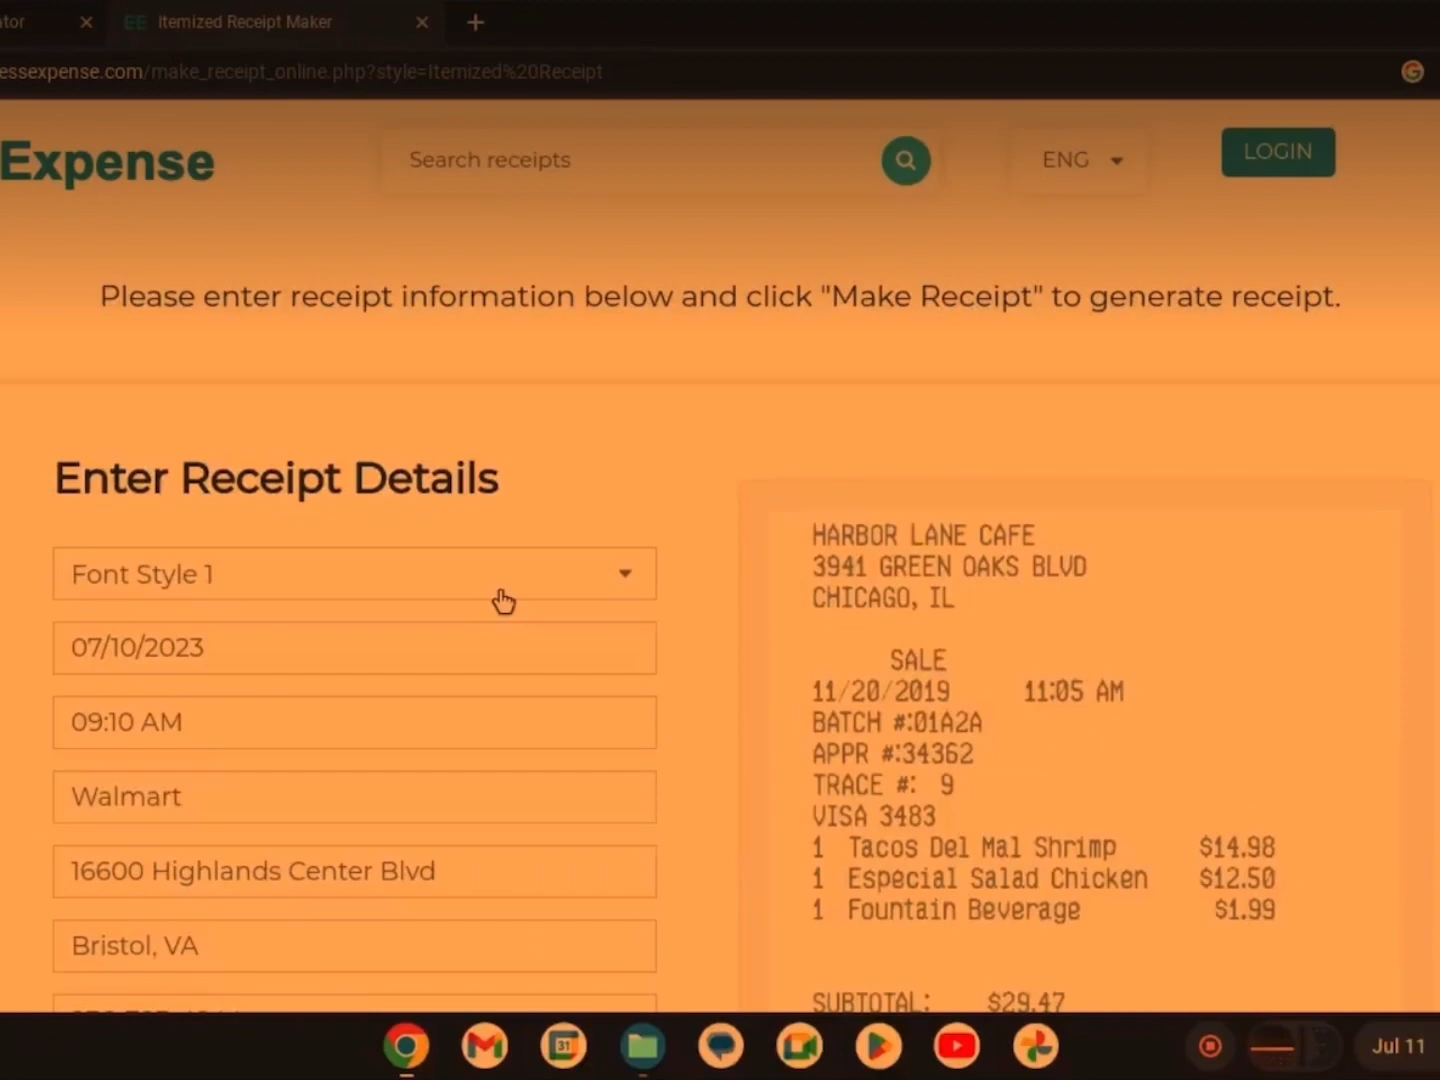 ator
Itemized Receipt Maker
essexpense.com/make_receipt_online.php?style=Itemized%20Receipt
Expense
Search receipts
ENG
LOGIN
Please enter receipt information below and click "Make Receipt" to generate receipt.
Enter Receipt Details
Font Style 1
07/10/2023
09:10 AM
Walmart
16600 Highlands Center Blvd
Bristol, VA
HARBOR LANE CAFE
3941 GREEN OAKS BLVD
CHICAGO, IL
SALE
11/20/2019 11:05 AM
BATCH #:01A2A
APPR #:34362
TRACE #: 9
VISA 3483
1 Tacos Del Mal Shrimp $14.98
1 Especial Salad Chicken $12.50
1 Fountain Beverage $1.99
SUBTOTAL: $29.47
31
Jul 11